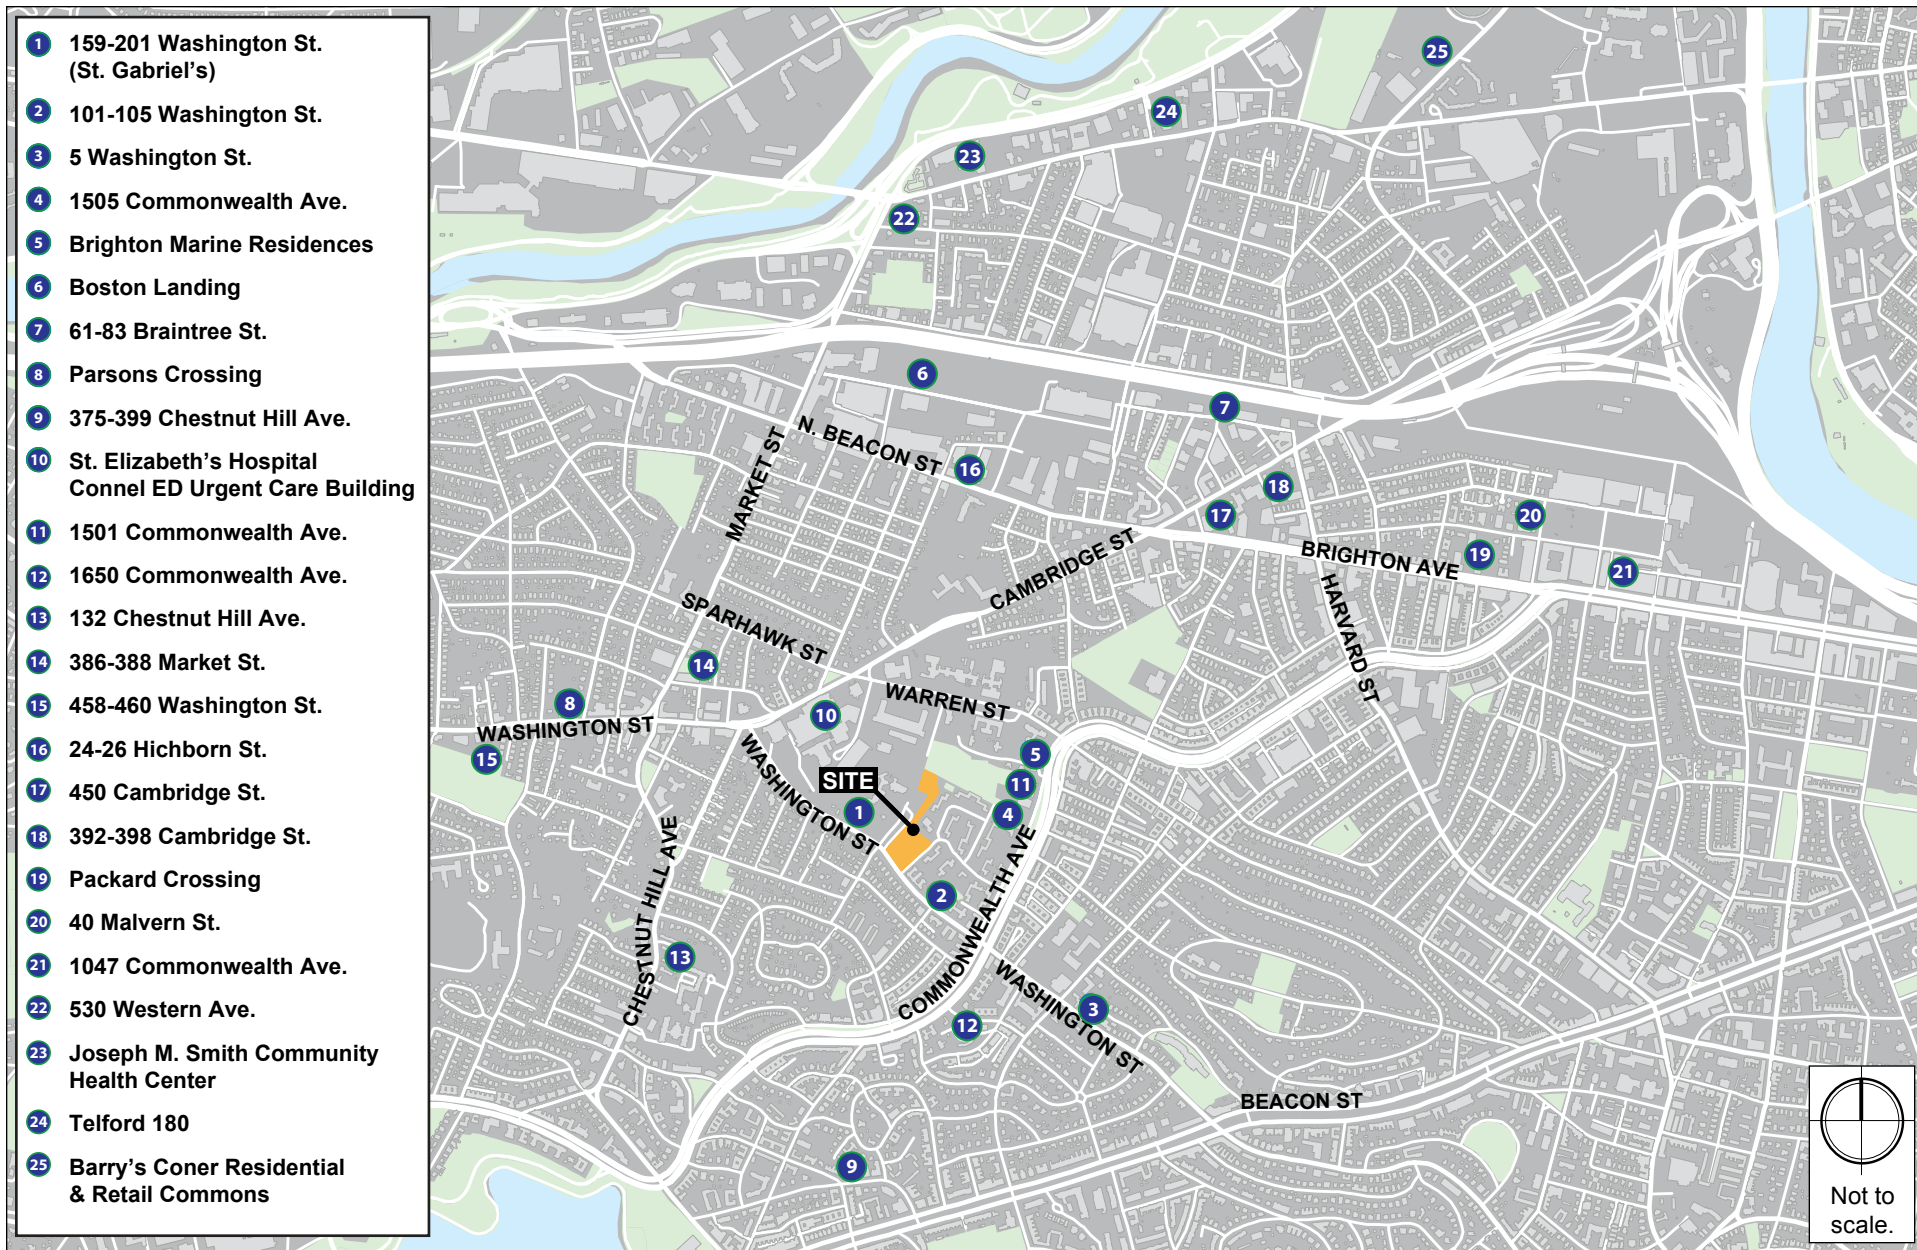 1 159-201 Washington St.
(St. Gabriel's)
2 101-105 Washington St.
3 5 Washington St.
4 1505 Commonwealth Ave.
5 Brighton Marine Residences
6 Boston Landing
7 61-83 Braintree St.
8 Parsons Crossing
9 375-399 Chestnut Hill Ave.
10 St. Elizabeth's Hospital
Connel ED Urgent Care Building
11 1501 Commonwealth Ave.
12 1650 Commonwealth Ave.
13 132 Chestnut Hill Ave.
14 386-388 Market St.
15 458-460 Washington St.
16 24-26 Hichborn St.
17 450 Cambridge St.
18 392-398 Cambridge St.
19 Packard Crossing
20 40 Malvern St.
21 1047 Commonwealth Ave.
22 530 Western Ave.
23 Joseph M. Smith Community
Health Center
24 Telford 180
25 Barry's Coner Residential
& Retail Commons
25
24
23
22
6
7
N. BEACON ST
MARKET ST
16
18
17
20
CAMBRIDGE ST
BRIGHTON AVE
19
21
HARVARD ST
SPARHAWK ST
14
WARREN ST
8
10
WASHINGTON ST
15
WASHINGTON ST
5
SITE
11
1
4
CHESTNUT HILL AVE
COMMONWEALTH AVE
2
13
WASHINGTON ST
3
12
BEACON ST
9
Not to
scale.